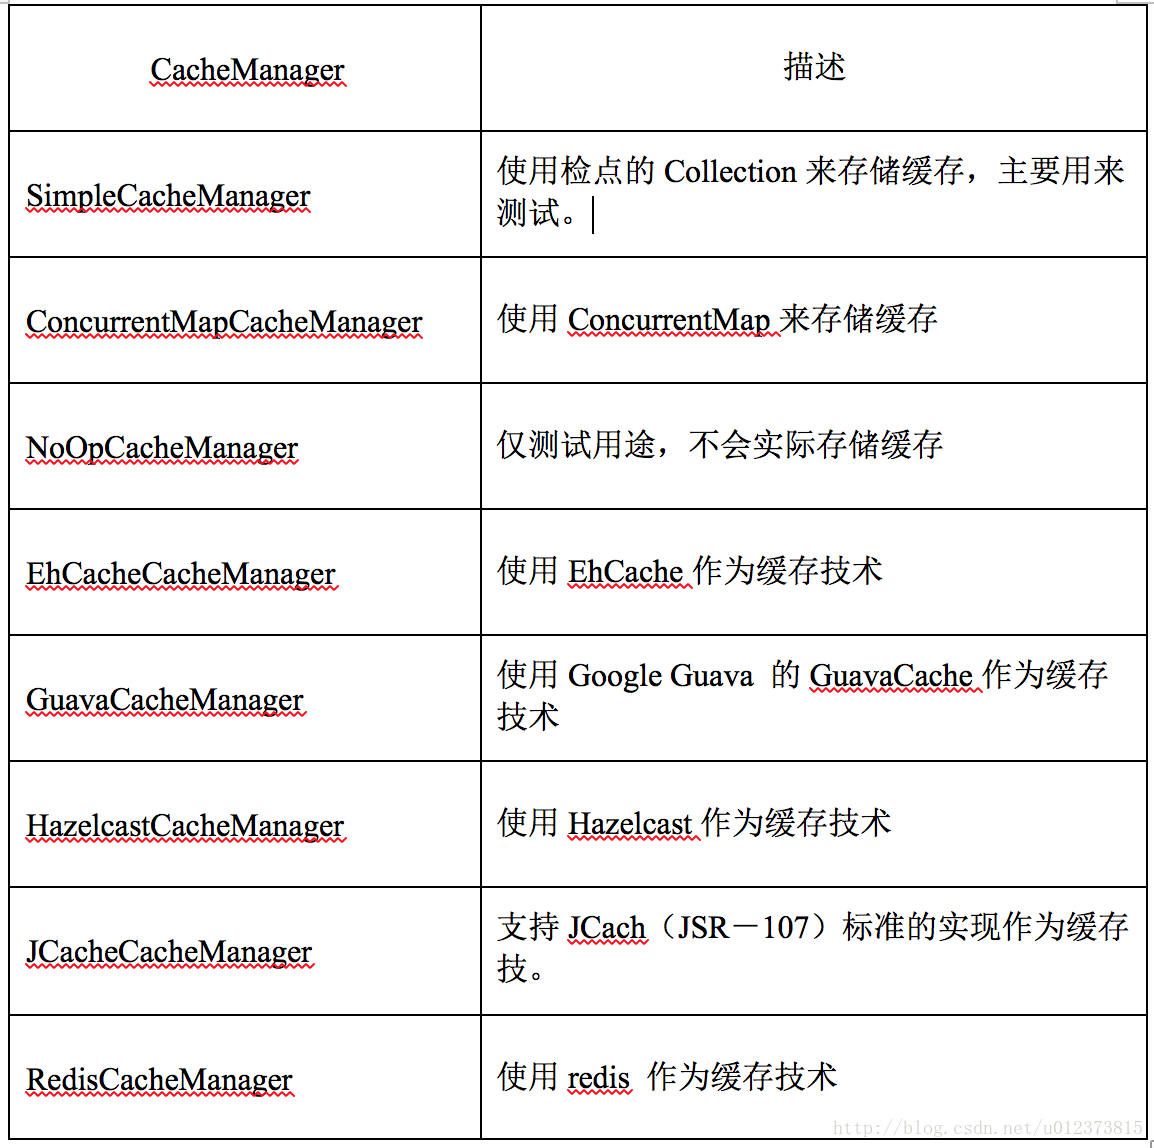 CacheManager
描述
SimpleCacheManager
使用检点的 Collection 来存储缓存，主要用来
测试。
ConcurrentMapCacheManager
使用 ConcurrentMap 来存储缓存
NoOpCacheManager
仅测试用途，不会实际存储缓存
EhCacheCacheManager
使用 EhCache 作为缓存技术
GuavaCacheManager
使用 Google Guava 的 GuavaCache 作为缓存
技术
HazelcastCacheManager
使用 Hazelcast 作为缓存技术
JCacheCacheManager
支持 JCach（JSR－107）标准的实现作为缓存
技。
RedisCacheManager
使用 redis 作为缓存技术
http://blog.csdn.net/u012373815